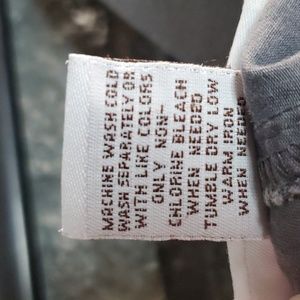 MACHINE WASH COLD
WASH SEPARATELY OR
WITH LIKE COLORS
ONLY NON-
CHLORINE BLEACH
WHEN NEEDED
TUMBLE DRY LOW
WARM IRON
WHEN NEEDED